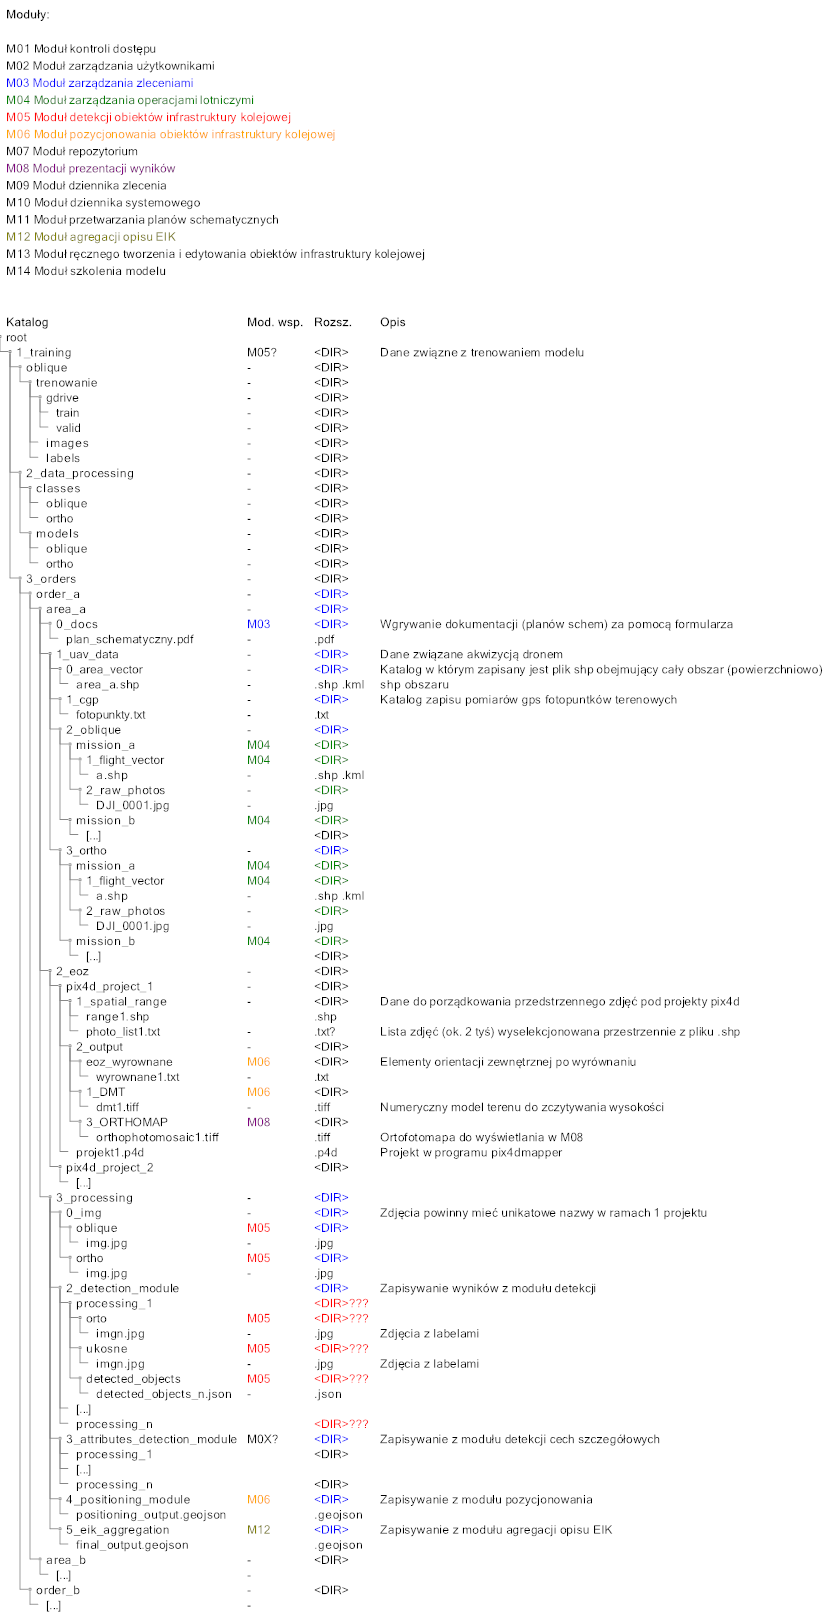 Moduły:
M01 Moduł kontroli dostępu
M02 Moduł zarządzania użytkownikami
M03 Moduł zarządzania zleceniami
M04 Moduł zarządzania operacjami lotniczymi
M05 Moduł detekcji obiektów infrastruktury kolejowej
M06 Moduł pozycjonowania obiektów infrastruktury kolejowej
M07 Moduł repozytorium
M08 Moduł prezentacji wyników
M09 Moduł dziennika zlecenia
M10 Moduł dziennika systemowego
M11 Moduł przetwarzania planów schematycznych
M12 Moduł agregacji opisu EIK
M13 Moduł ręcznego tworzenia i edytowania obiektów infrastruktury kolejowej
M14 Moduł szkolenia modelu
Katalog Mod. wsp. Rozsz. Opis
root
1_training M05? <DIR> Dane związne z trenowaniem modelu
oblique - <DIR>
trenowanie - <DIR>
gdrive - <DIR>
train - <DIR>
valid - <DIR>
images - <DIR>
labels - <DIR>
2_data_processing - <DIR>
classes - <DIR>
oblique - <DIR>
ortho - <DIR>
models - <DIR>
oblique - <DIR>
ortho - <DIR>
3_orders - <DIR>
order_a - <DIR>
area_a - <DIR>
0_docs M03 <DIR> Wgrywanie dokumentacji (planów schem) za pomocą formularza
plan_schematyczny.pdf - .pdf
1_uav_data - <DIR> Dane związane akwizycją dronem
0_area_vector - <DIR> Katalog w którym zapisany jest plik shp obejmujący cały obszar (powierzchniowo)
area_a.shp - .shp .kml shp obszaru
1_cgp - <DIR> Katalog zapisu pomiarów gps fotopuntków terenowych
fotopunkty.txt - .txt
2_oblique - <DIR>
mission_a M04 <DIR>
1_flight_vector M04 <DIR>
a.shp - .shp .kml
2_raw_photos - <DIR>
DJI_0001.jpg - .jpg
mission_b M04 <DIR>
[...] <DIR>
3_ortho - <DIR>
mission_a M04 <DIR>
1_flight_vector M04 <DIR>
a.shp - .shp .kml
2_raw_photos - <DIR>
DJI_0001.jpg - .jpg
mission_b M04 <DIR>
[...] <DIR>
2_eoz - <DIR>
pix4d_project_1 - <DIR>
1_spatial_range - <DIR> Dane do porządkowania przedstrzennego zdjęć pod projekty pix4d
range1.shp .shp
photo_list1.txt - .txt? Lista zdjęć (ok. 2 tyś) wyselekcjonowana przestrzennie z pliku .shp
2_output - <DIR>
eoz_wyrownane M06 <DIR> Elementy orientacji zewnętrznej po wyrównaniu
wyrownane1.txt - .txt
1_DMT M06 <DIR>
dmt1.tiff - .tiff Numeryczny model terenu do zczytywania wysokości
3_ORTHOMAP M08 <DIR>
orthophotomosaic1.tiff .tiff Ortofotomapa do wyświetlania w M08
projekt1.p4d .p4d Projekt w programu pix4dmapper
pix4d_project_2 <DIR>
[...]
3_processing - <DIR>
0_img - <DIR> Zdjęcia powinny mieć unikatowe nazwy w ramach 1 projektu
oblique M05 <DIR>
img.jpg - .jpg
ortho M05 <DIR>
img.jpg - .jpg
2_detection_module <DIR> Zapisywanie wyników z modułu detekcji
processing_1 <DIR>???
orto M05 <DIR>???
imgn.jpg - .jpg Zdjęcia z labelami
ukosne M05 <DIR>???
imgn.jpg - .jpg Zdjęcia z labelami
detected_objects M05 <DIR>???
detected_objects_n.json - .json
[...]
processing_n <DIR>???
3_attributes_detection_module M0X? <DIR> Zapisywanie z modułu detekcji cech szczegółowych
processing_1 <DIR>
[...]
processing_n <DIR>
4_positioning_module M06 <DIR> Zapisywanie z modułu pozycjonowania
positioning_output.geojson .geojson
5_eik_aggregation M12 <DIR> Zapisywanie z modułu agregacji opisu EIK
final_output.geojson .geojson
area_b - <DIR>
[...] -
order_b - <DIR>
[...] -